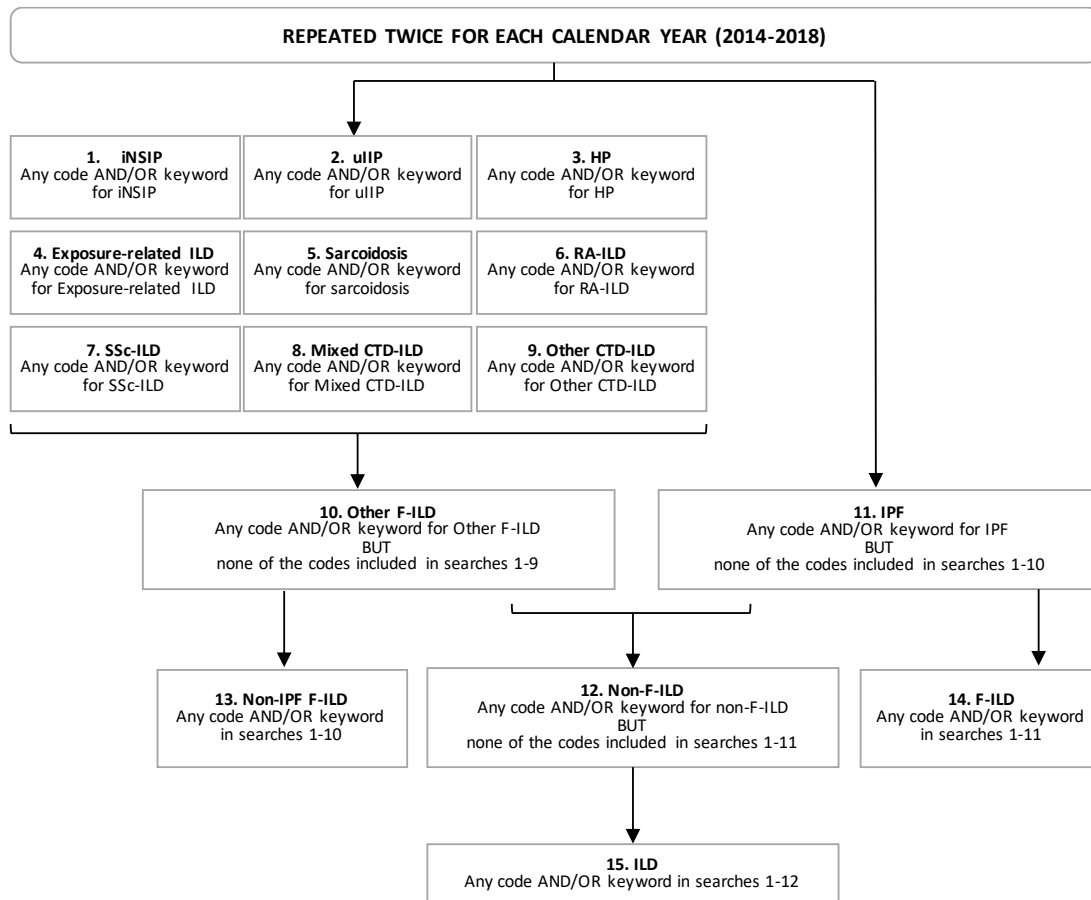 REPEATED TWICE FOR EACH CALENDAR YEAR (2014-2018)
1. iNSIP
Any code AND/OR keyword
for iNSIP
2. uIIP
Any code AND/OR keyword
for uIIP
3. HP
Any code AND/OR keyword
for HP
4. Exposure-related ILD
Any code AND/OR keyword
for Exposure-related ILD
5. Sarcoidosis
Any code AND/OR keyword
for sarcoidosis
6. RA-ILD
Any code AND/OR keyword
for RA-ILD
7. SSc-ILD
Any code AND/OR keyword
for SSc-ILD
8. Mixed CTD-ILD
Any code AND/OR keyword
for Mixed CTD-ILD
9. Other CTD-ILD
Any code AND/OR keyword
for Other CTD-ILD
10. Other F-ILD
Any code AND/OR keyword for Other F-ILD
BUT
none of the codes included in searches 1-9
11. IPF
Any code AND/OR keyword for IPF
BUT
none of the codes included in searches 1-10
13. Non-IPF F-ILD
Any code AND/OR keyword
in searches 1-10
12. Non-F-ILD
Any code AND/OR keyword for non-F-ILD
BUT
none of the codes included in searches 1-11
14. F-ILD
Any code AND/OR keyword
in searches 1-11
15. ILD
Any code AND/OR keyword in searches 1-12